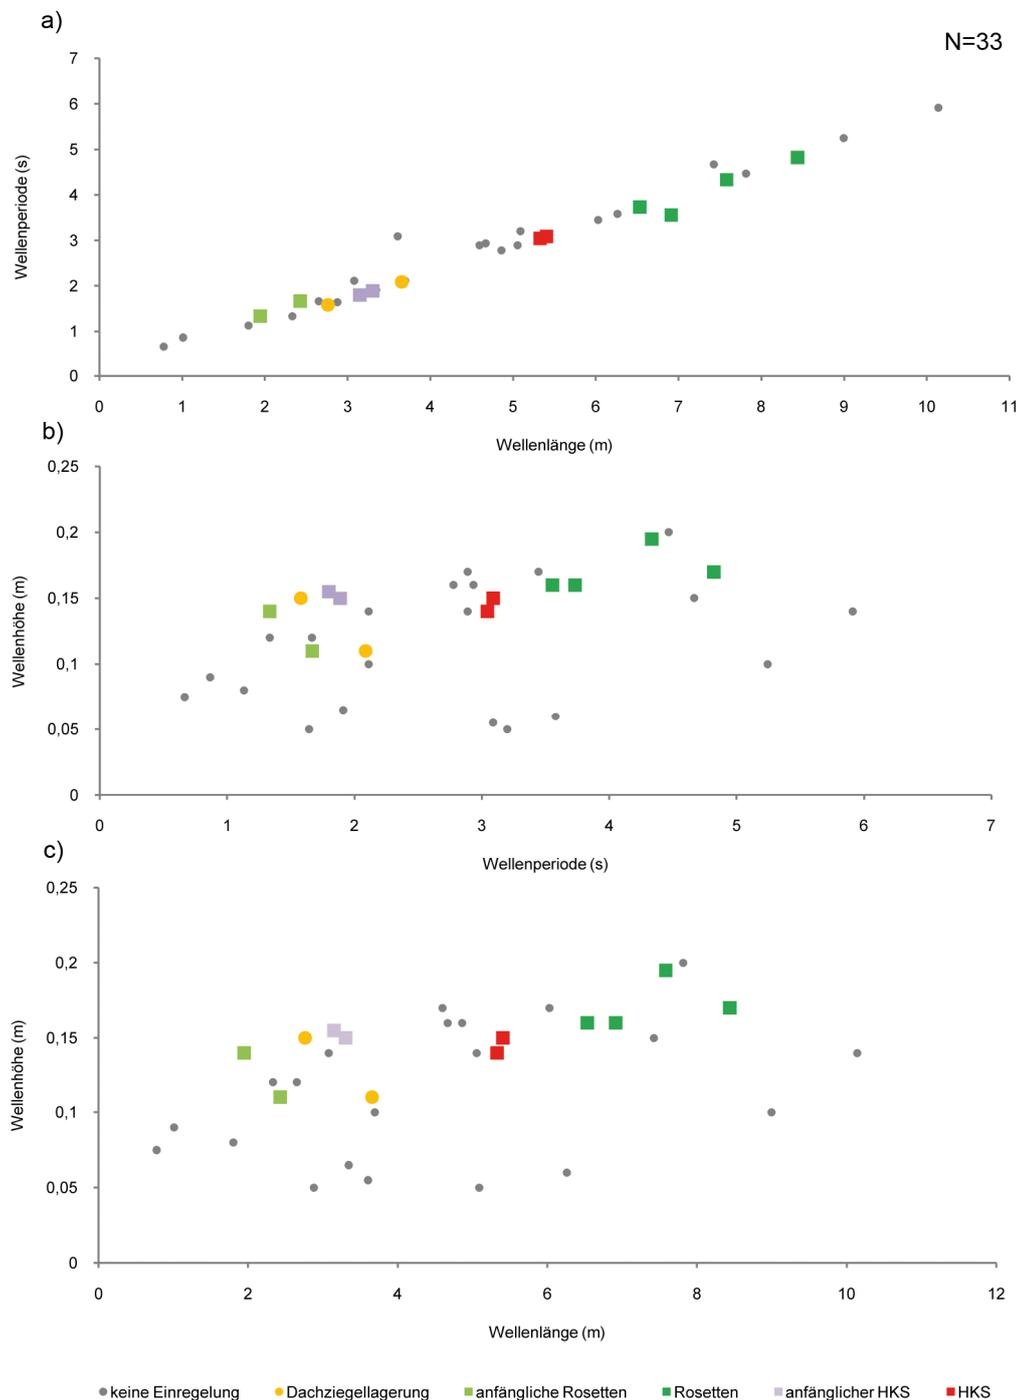 a)
N=33
7
6
5
4
3
2
1
0
Wellenperiode (s)
0 1 2 3 4 5 6 7 8 9 10 11
Wellenlänge (m)
b)
0,25
0,2
0,15
0,1
0,05
0
Wellenhöhe (m)
0 1 2 3 4 5 6 7
Wellenperiode (s)
c)
0,25
0,2
0,15
0,1
0,05
0
Wellenhöhe (m)
0 2 4 6 8 10 12
Wellenlänge (m)
keine Einregelung Dachziegellagerung anfängliche Rosetten Rosetten anfänglicher HKS HKS